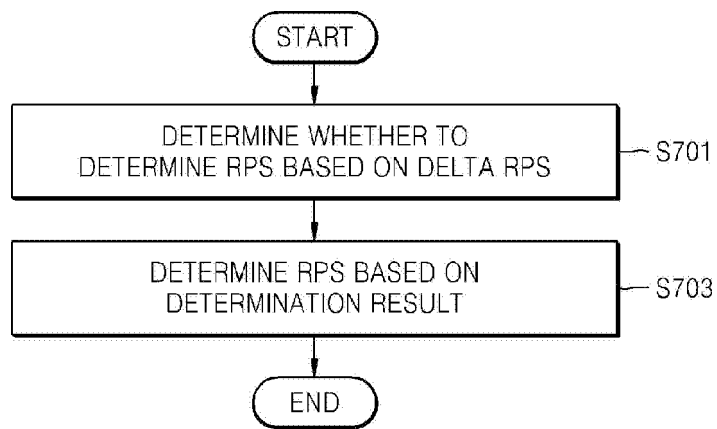 START
DETERMINE WHETHER TO
DETERMINE RPS BASED ON DELTA RPS
S701
DETERMINE RPS BASED ON
DETERMINATION RESULT
S703
END